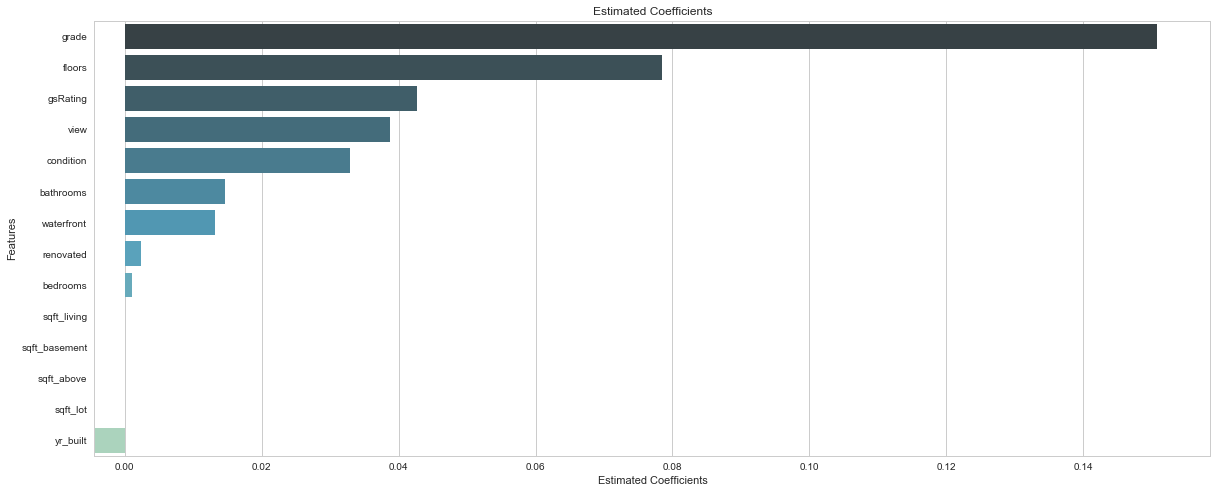 Estimated Coefficients
grade
floors
gsRating
view
condition
bathrooms
waterfront
renovated
bedrooms
sqft_living
sqft_basement
sqft_above
sqft_lot
yr_built
Features
0.00 0.02 0.04 0.06 0.08 0.10 0.12 0.14
Estimated Coefficients